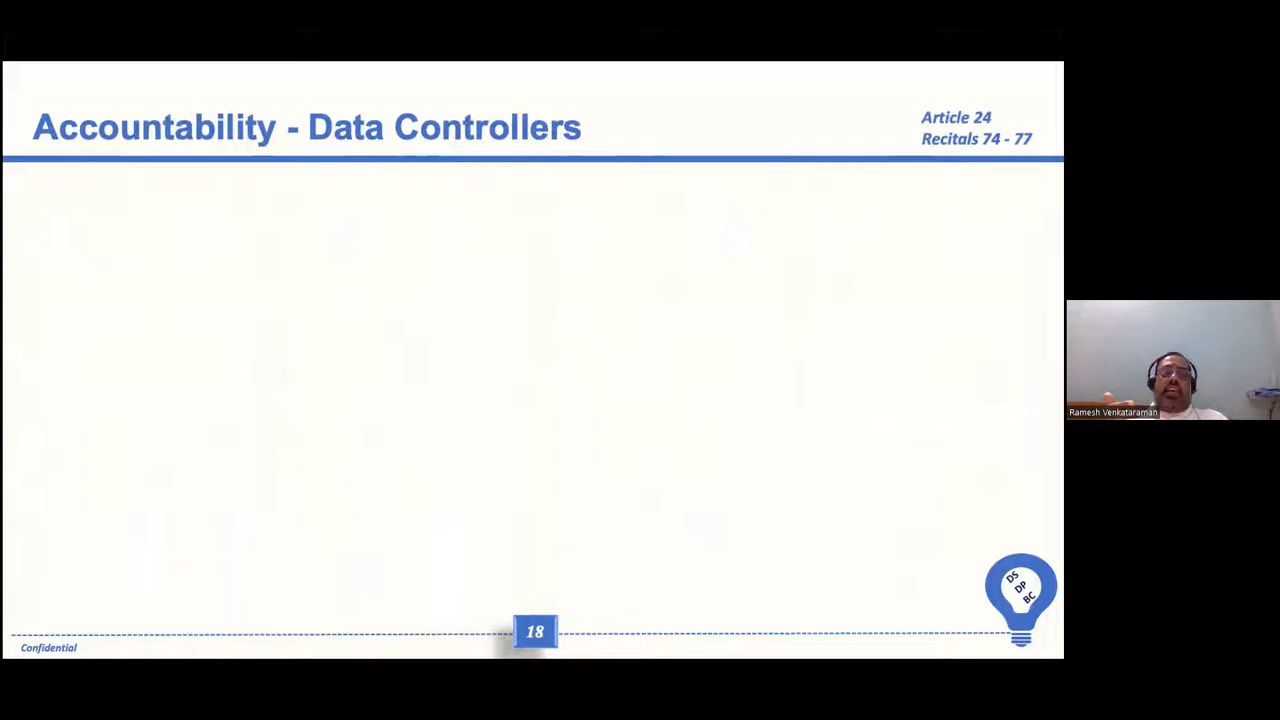 Accountability - Data Controllers
Article 24
Recitals 74 - 77
Ramesh Venkataraman
DS
DP
BC
18
Confidential